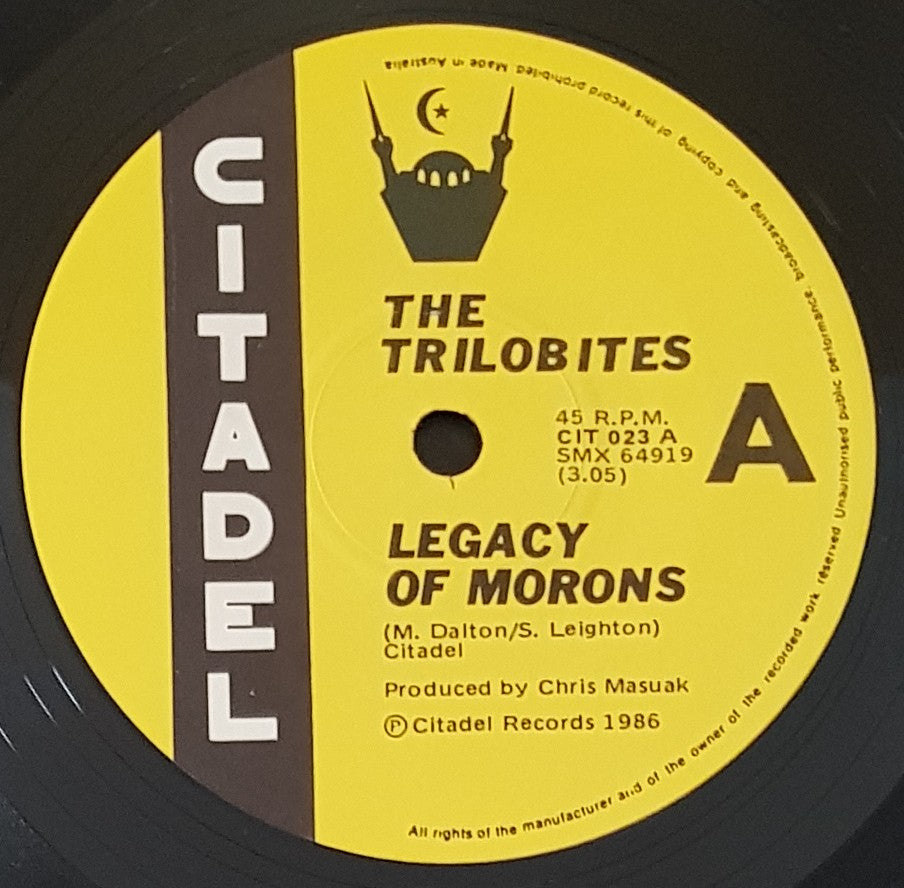 CITADEL
THE
TRILOBITES
45 R.P.M.
CIT 023 A
SMX 64919
(3.05)
A
LEGACY
OF MORONS
(M. Dalton/S. Leighton)
Citadel
Produced by Chris Masuak
Ⓟ Citadel Records 1986
All rights of the manufacturer and of the owner of the recorded work reserved Unauthorised public performance, broadcasting and copying of this record prohibited Made in Australia